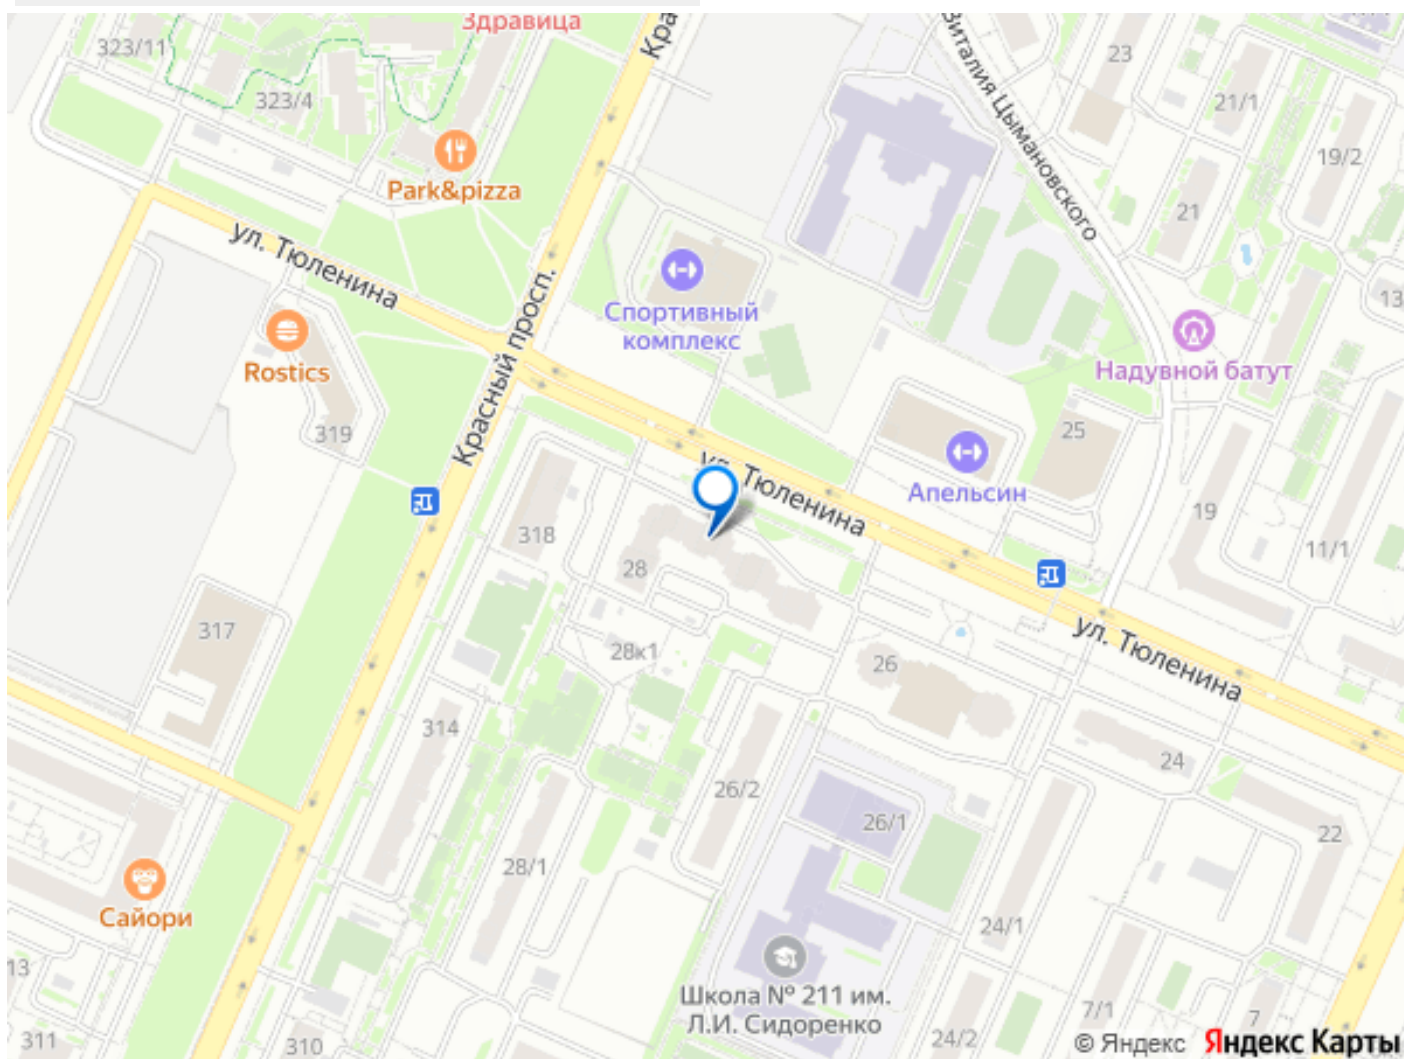 Здравица
Кра
Виталия Цымановского
323/11
323/4
23
21/1
19/2
Park&pizza
21
ул. Тюленина
13
Спортивный
комплекс
Красный просп.
Надувной батут
Rostics
319
25
ул. Тюленина
Апельсин
19
318
28
11/1
317
28к1
26
ул. Тюленина
314
24
26/2
26/1
22
28/1
Сайори
24/1
13
Школа № 211 им.
Л.И. Сидоренко
7/1
7
311
310
24/2
© Яндекс Яндекс Карты